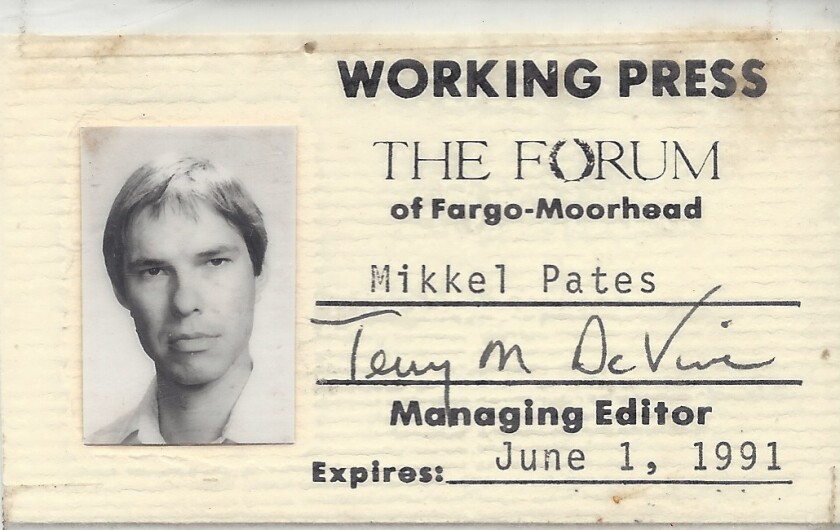 WORKING PRESS
THE FORUM
of Fargo-Moorhead
Mikkel Pates
Terry M DeVine
Managing Editor
Expires: June 1, 1991